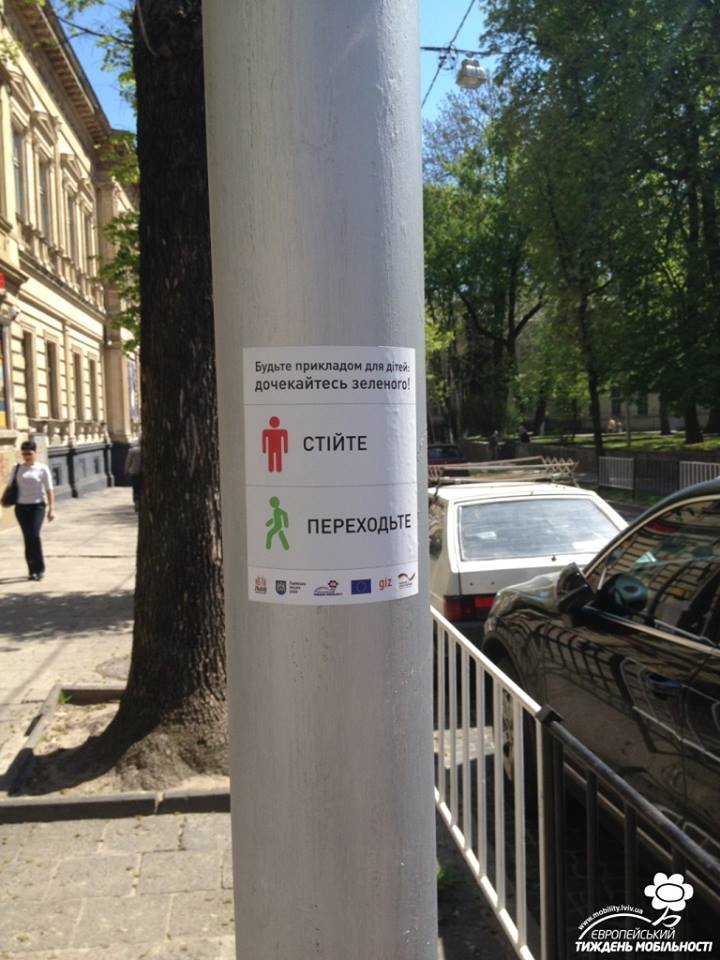 Будьте прикладом для дітей:
дочекайтесь зеленого!
СТІЙТЕ
ПЕРЕХОДЬТЕ
giz
www.mobility.lviv.ua
ЄВРОПЕЙСЬКИЙ
ТИЖДЕНЬ МОБІЛЬНОСТІ